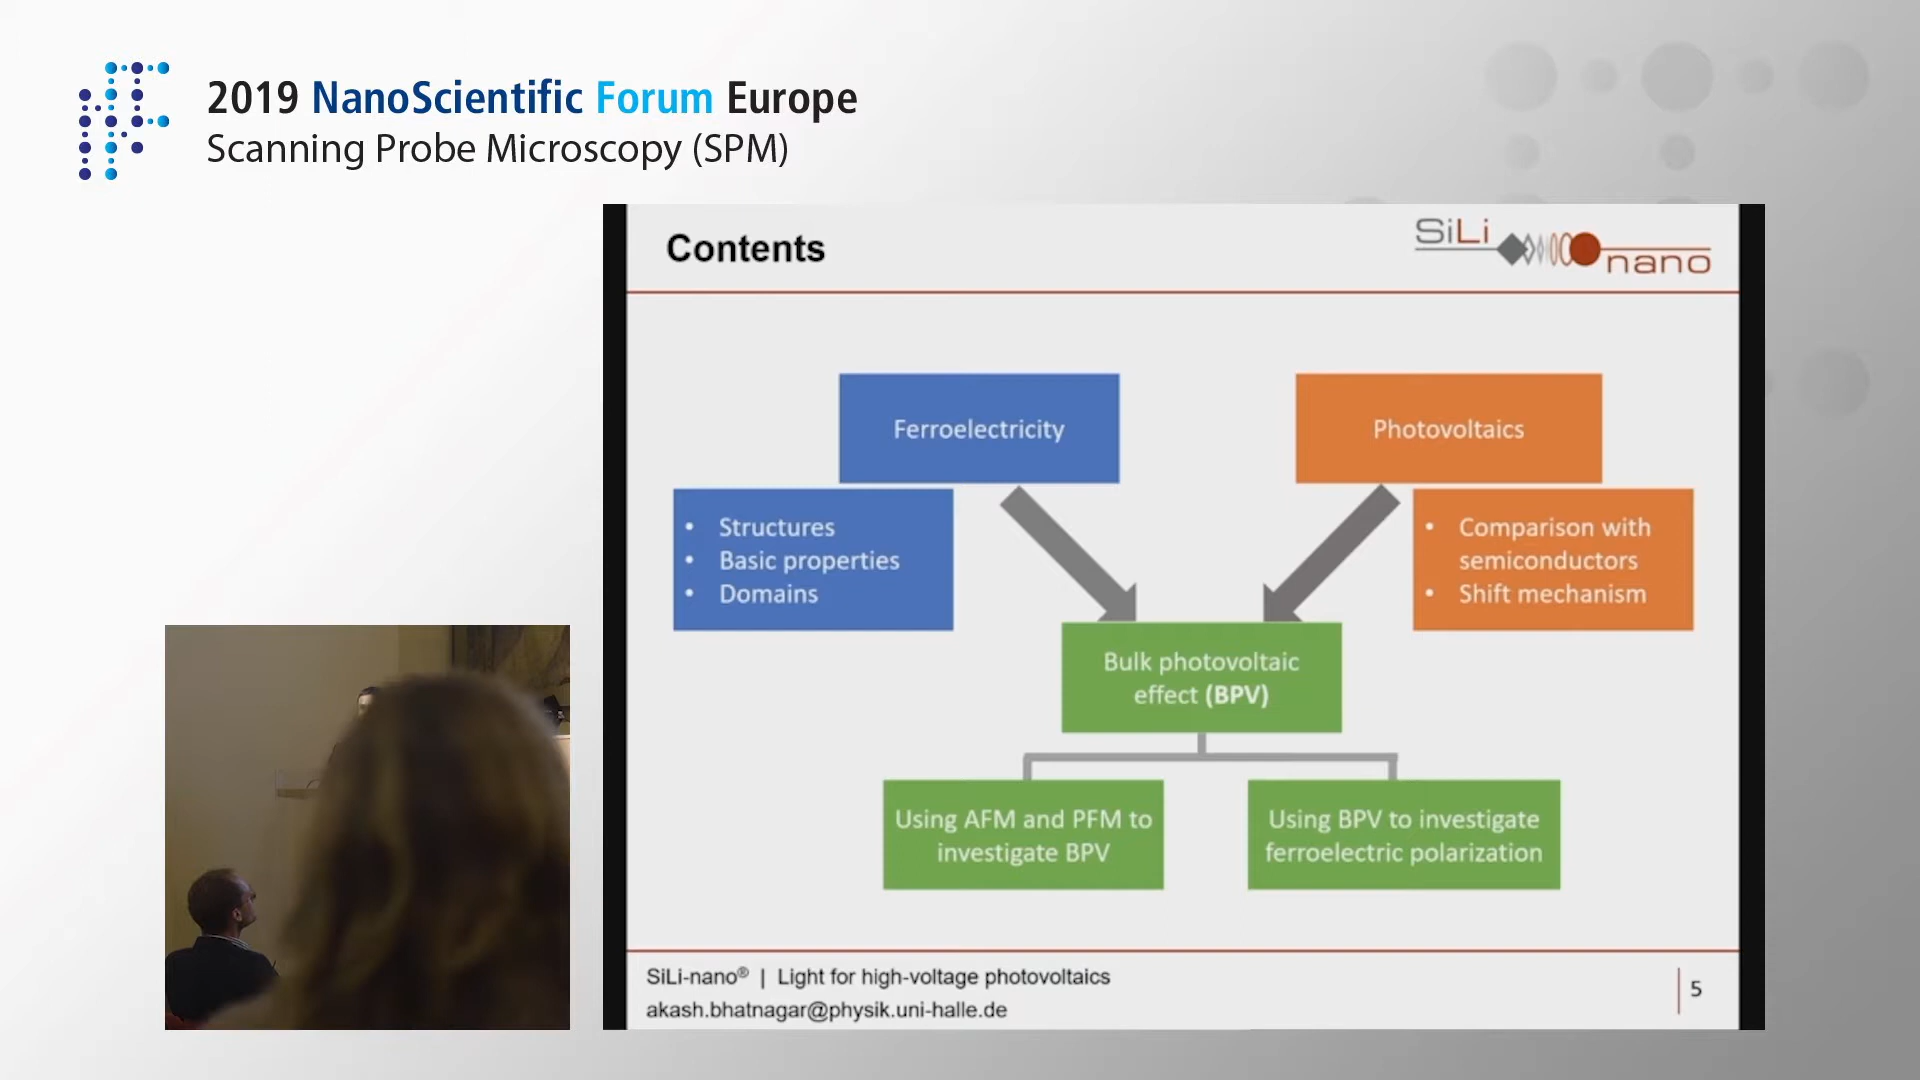 2019 NanoScientific Forum Europe
Scanning Probe Microscopy (SPM)
Contents
SiLi
nano
Ferroelectricity
Photovoltaics
• Structures
• Basic properties
• Domains
• Comparison with
semiconductors
• Shift mechanism
Bulk photovoltaic
effect (BPV)
Using AFM and PFM to
investigate BPV
Using BPV to investigate
ferroelectric polarization
SiLi-nano® | Light for high-voltage photovoltaics
akash.bhatnagar@physik.uni-halle.de
5